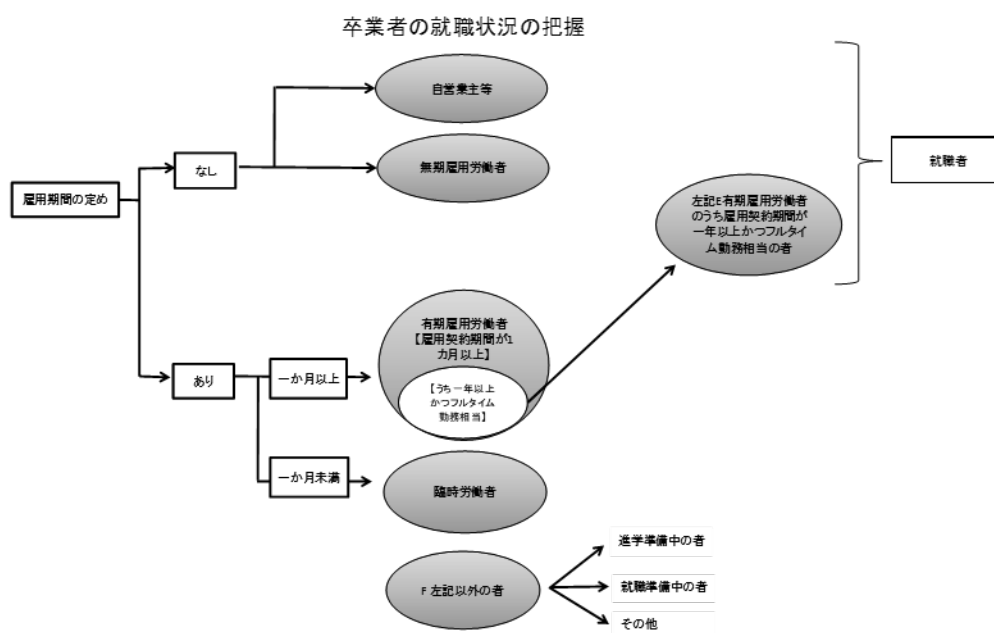 卒業者の就職状況の把握
自営業主等
なし
無期雇用労働者
就職者
雇用期間の定め
左記E有期雇用労働者
のうち雇用契約期間が
一年以上かつフルタイ
ム勤務相当の者
有期雇用労働者
【雇用契約期間が1
カ月以上】
あり
一か月以上
【うち一年以上
かつフルタイム
勤務相当】
一か月未満
臨時労働者
進学準備中の者
F 左記以外の者
就職準備中の者
その他